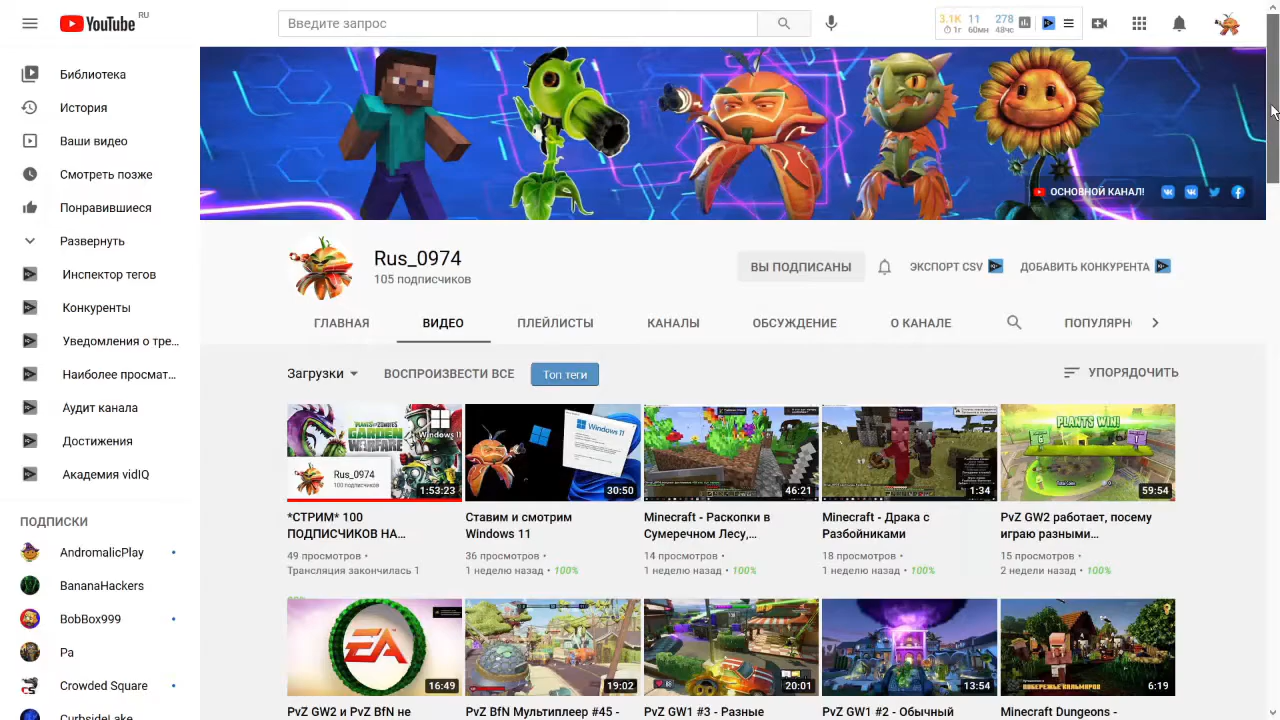 YouTube RU
Введите запрос
3.1K 11 278
1г 60мн 48чс
Библиотека
История
Ваши видео
Смотреть позже
Понравившиеся
Развернуть
Инспектор тегов
Конкуренты
Уведомления о тре...
Наиболее просмат...
Аудит канала
Достижения
Академия vidIQ
ПОДПИСКИ
AndromalicPlay
BananaHackers
BobBox999
Pa
Crowded Square
CurbsideLake
ОСНОВНОЙ КАНАЛ!
Rus_0974
105 подписчиков
ВЫ ПОДПИСАНЫ
ЭКСПОРТ CSV
ДОБАВИТЬ КОНКУРЕНТА
ГЛАВНАЯ ВИДЕО ПЛЕЙЛИСТЫ КАНАЛЫ ОБСУЖДЕНИЕ О КАНАЛЕ ПОПУЛЯРН
Загрузки ВОСПРОИЗВЕСТИ ВСЕ Топ теги УПОРЯДОЧИТЬ
GARDEN
WARFARE
Windows 11
Rus_0974
100 подписчиков
1:53:23
*СТРИМ* 100
ПОДПИСЧИКОВ НА...
49 просмотров •
Трансляция закончилась 1
Windows 11
30:50
Ставим и смотрим
Windows 11
36 просмотров •
1 неделю назад • 100%
46:21
Minecraft - Раскопки в
Сумеречном Лесу,...
14 просмотров •
1 неделю назад • 100%
1:34
Minecraft - Драка с
Разбойниками
18 просмотров •
1 неделю назад • 100%
PLANTS WIN!
59:54
PvZ GW2 работает, посему
играю разными...
15 просмотров •
2 недели назад • 100%
EA
16:49
PvZ GW2 и PvZ BfN не
19:02
PvZ BfN Мультиплеер #45 -
20:01
PvZ GW1 #3 - Разные
13:54
PvZ GW1 #2 - Обычный
ПОБЕРЕЖЬЕ КАЛЬМАРОВ
6:19
Minecraft Dungeons -